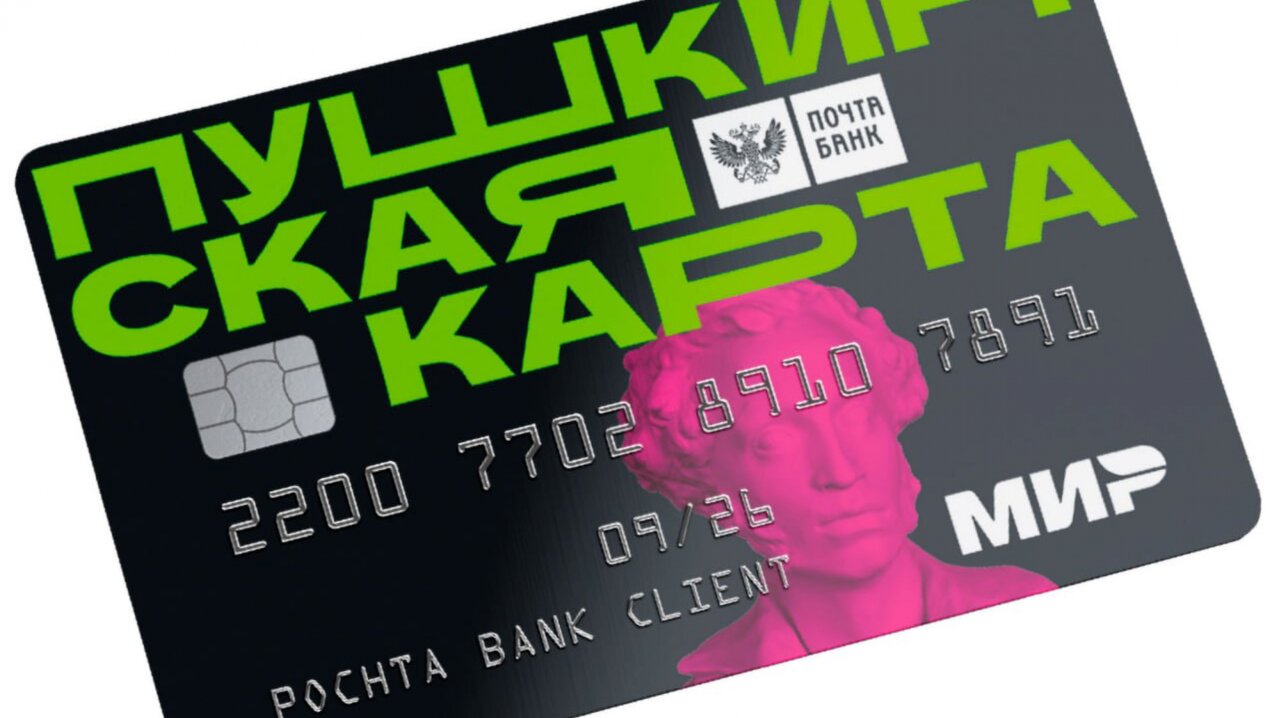 ПУШКИН
СКАЯ
КАРТА
ПОЧТА
БАНК
2200 7702 8910 7891
09/26
POCHTA BANK CLIENT
МИР